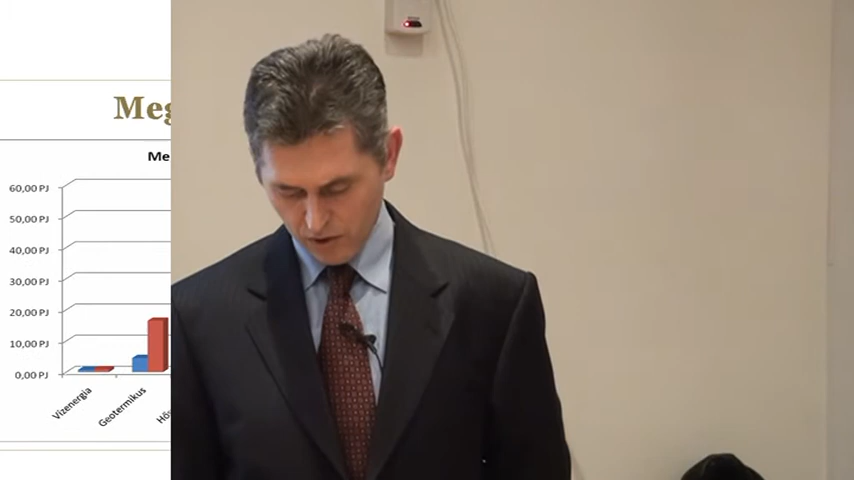 Meg
Me
60,00 PJ
50,00 PJ
40,00 PJ
30,00 PJ
20,00 PJ
10,00 PJ
0,00 PJ
Vízenergia
Geotermikus
Hős